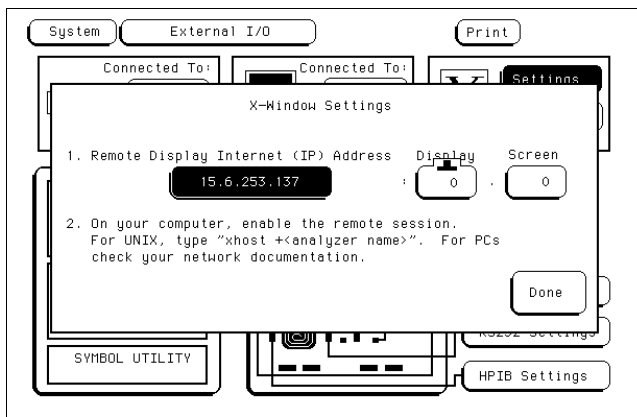 System External I/O Print
Connected To: Connected To: Settings
X-Window Settings
1. Remote Display Internet (IP) Address Display Screen
15.6.253.137 : 0 . 0
2. On your computer, enable the remote session.
For UNIX, type "xhost +<analyzer name>". For PCs
check your network documentation.
Done
RS232 Settings
SYMBOL UTILITY
HPIB Settings